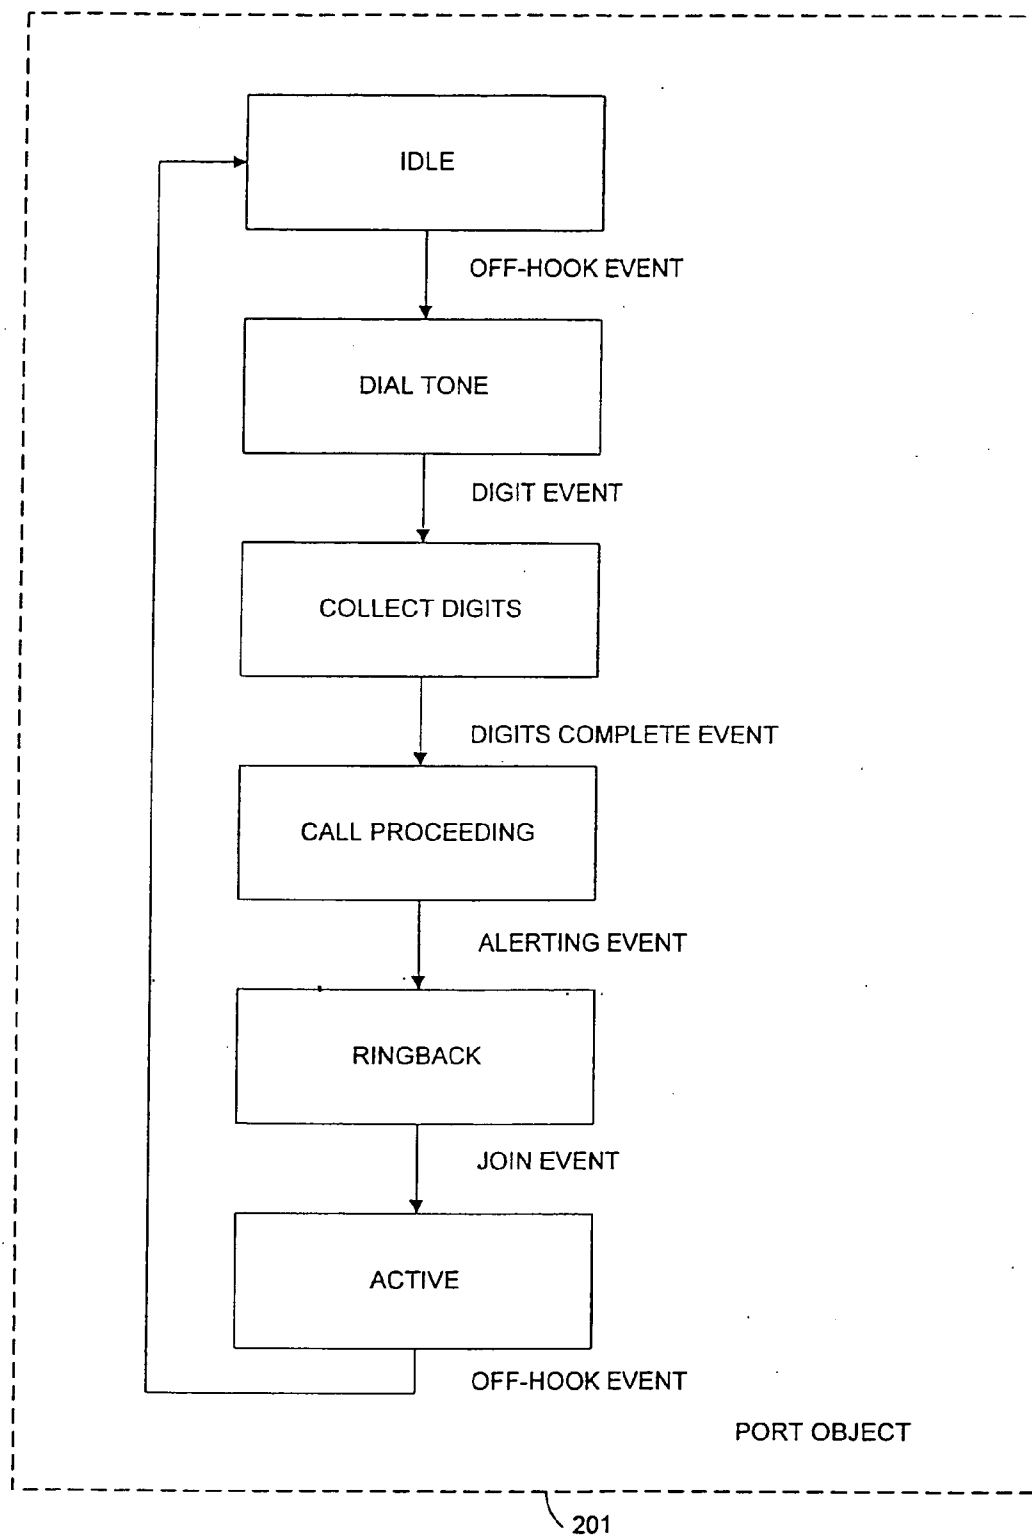 IDLE
OFF-HOOK EVENT
DIAL TONE
DIGIT EVENT
COLLECT DIGITS
DIGITS COMPLETE EVENT
CALL PROCEEDING
ALERTING EVENT
RINGBACK
JOIN EVENT
ACTIVE
OFF-HOOK EVENT
PORT OBJECT
201